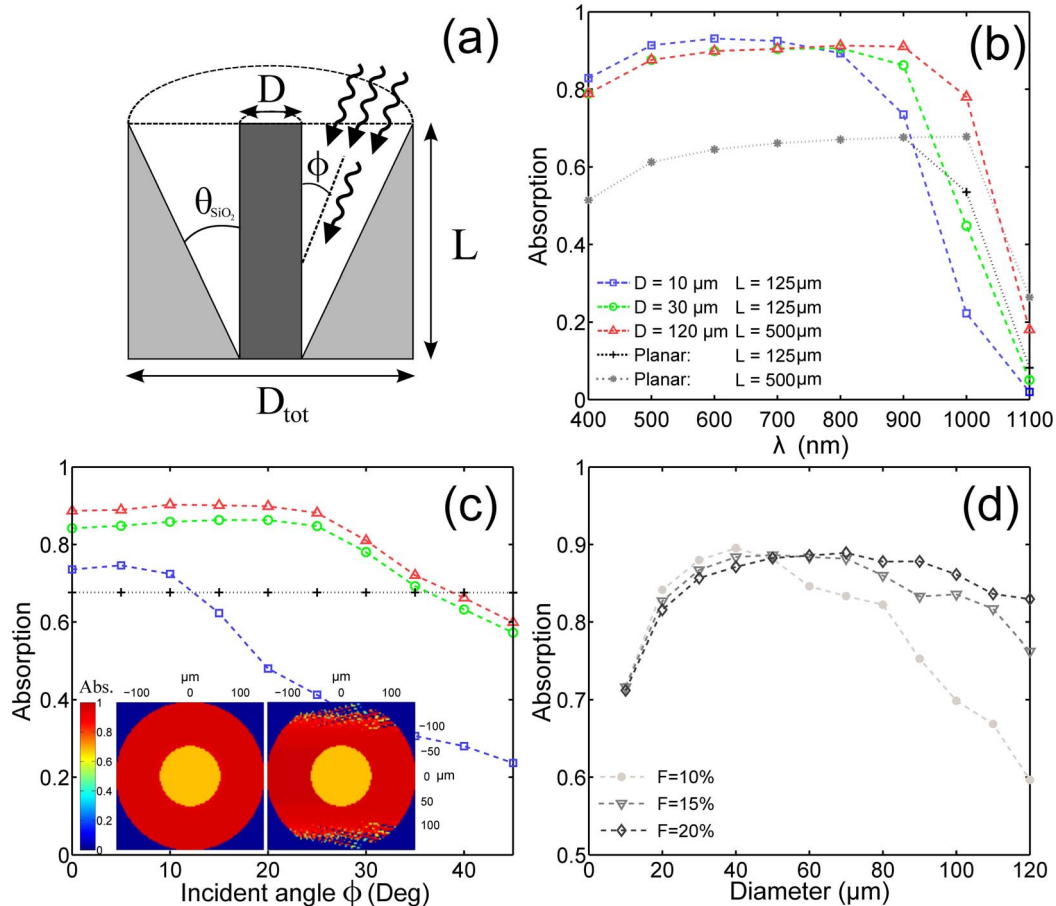 (a)
D
ϕ
θSiO₂
L
Dtot
(b)
Absorption
1
0.8
0.6
0.4
0.2
0
D = 10 µm L = 125µm
D = 30 µm L = 125µm
D = 120 µm L = 500µm
Planar: L = 125µm
Planar: L = 500µm
400 500 600 700 800 900 1000 1100
λ (nm)
(c)
Absorption
1
0.8
0.6
0.4
0.2
0
Abs.
1
0.8
0.6
0.4
0.2
0
µm µm
−100 0 100 −100 0 100
−100
−50
0 µm
50
100
0 10 20 30 40
Incident angle ϕ (Deg)
(d)
Absorption
1
0.9
0.8
0.7
0.6
0.5
F=10%
F=15%
F=20%
0 20 40 60 80 100 120
Diameter (µm)